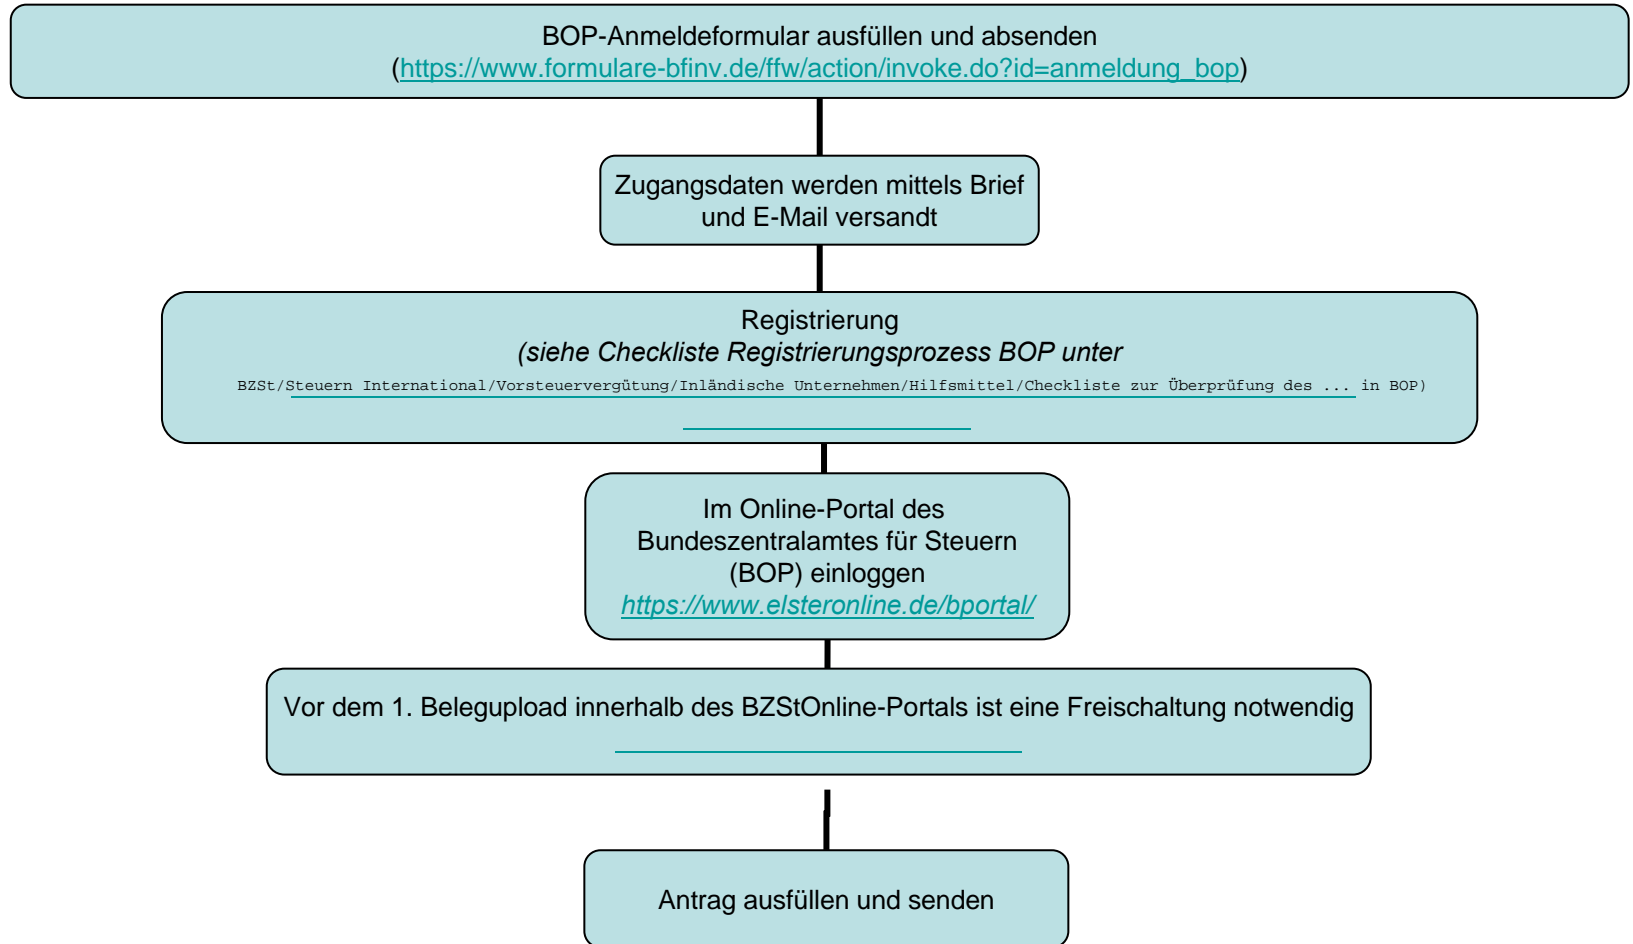 BOP-Anmeldeformular ausfüllen und absenden
(https://www.formulare-bfinv.de/ffw/action/invoke.do?id=anmeldung_bop)
Zugangsdaten werden mittels Brief
und E-Mail versandt
Registrierung
(siehe Checkliste Registrierungsprozess BOP unter
BZSt/Steuern International/Vorsteuervergütung/Inländische Unternehmen/Hilfsmittel/Checkliste zur Überprüfung des ... in BOP)
Im Online-Portal des
Bundeszentralamtes für Steuern
(BOP) einloggen
https://www.elsteronline.de/bportal/
Vor dem 1. Belegupload innerhalb des BZStOnline-Portals ist eine Freischaltung notwendig
Antrag ausfüllen und senden